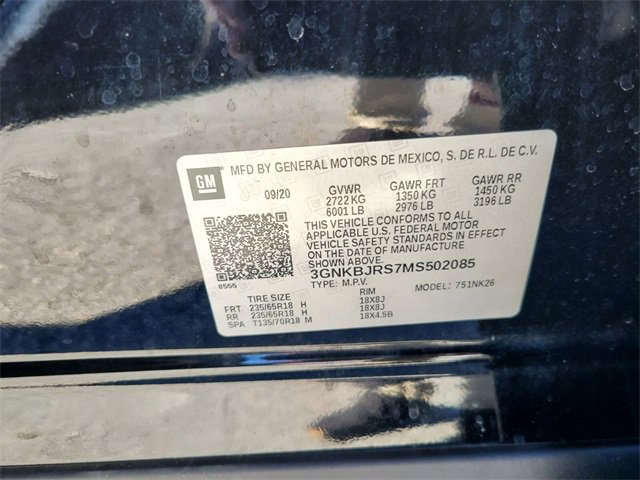 GM
MFD BY GENERAL MOTORS DE MEXICO, S. DE R.L. DE C.V.
09/20 GVWR GAWR FRT GAWR RR
2722 KG 1350 KG 1450 KG
6001 LB 2976 LB 3196 LB
THIS VEHICLE CONFORMS TO ALL
APPLICABLE U.S. FEDERAL MOTOR
VEHICLE SAFETY STANDARDS IN EFFECT
ON THE DATE OF MANUFACTURE
SHOWN ABOVE.
3GNKBJRS7MS502085
8555 TYPE: M.P.V. MODEL: 7S1NK26
TIRE SIZE RIM
FRT 235/65R18 H 18X8J
RR 235/65R18 H 18X8J
SPA T135/70R18 M 18X4.5B